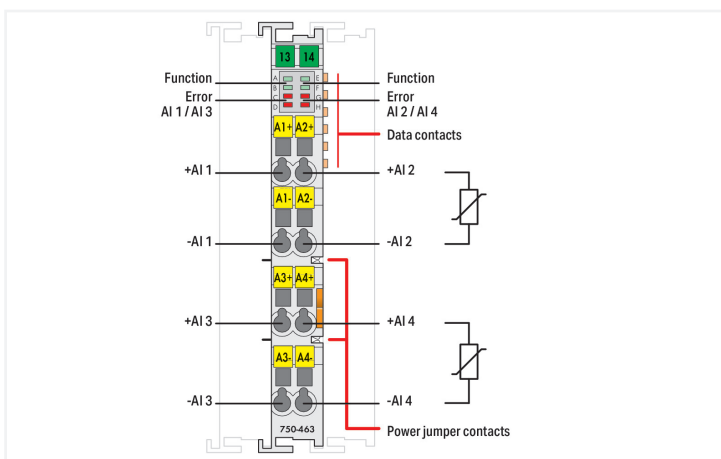 13 14
A E
Function Function
B F
Error C G Error
AI 1 / AI 3 D H AI 2 / AI 4
A1+ A2+
Data contacts
+AI 1 +AI 2
A1- A2-
-AI 1 -AI 2
A3+ A4+
+AI 3 +AI 4
A3- A4-
-AI 3 -AI 4
750-463
Power jumper contacts